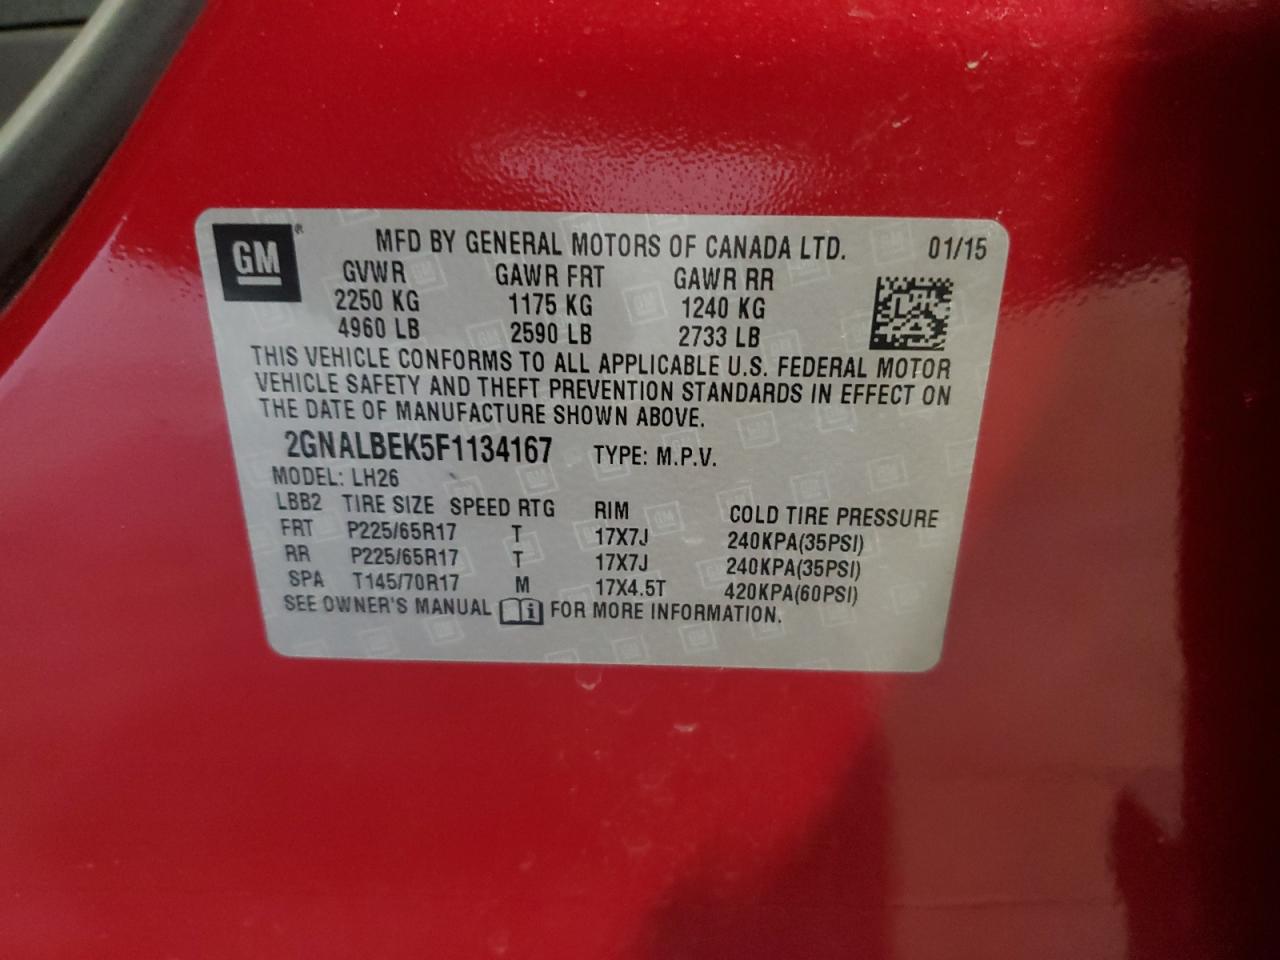 GM®
MFD BY GENERAL MOTORS OF CANADA LTD. 01/15
GVWR GAWR FRT GAWR RR
2250 KG 1175 KG 1240 KG
4960 LB 2590 LB 2733 LB
THIS VEHICLE CONFORMS TO ALL APPLICABLE U.S. FEDERAL MOTOR
VEHICLE SAFETY AND THEFT PREVENTION STANDARDS IN EFFECT ON
THE DATE OF MANUFACTURE SHOWN ABOVE.
2GNALBEK5F1134167 TYPE: M.P.V.
MODEL: LH26
LBB2 TIRE SIZE SPEED RTG RIM COLD TIRE PRESSURE
FRT P225/65R17 T 17X7J 240KPA(35PSI)
RR P225/65R17 T 17X7J 240KPA(35PSI)
SPA T145/70R17 M 17X4.5T 420KPA(60PSI)
SEE OWNER'S MANUAL i FOR MORE INFORMATION.